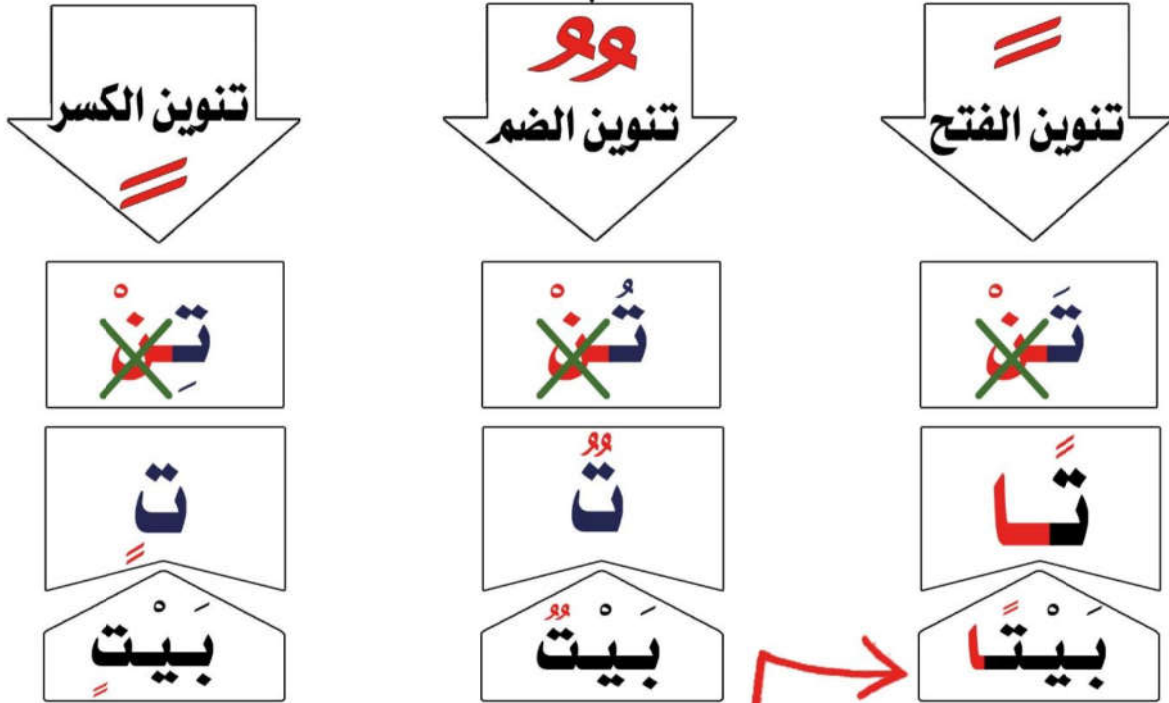 تنوين الفتح
تنوين الضم
تنوين الكسر
تَنْ
تُنْ
تِنْ
تًا
تٌ
تٍ
بَيْتًا
بَيْتٌ
بَيْتٍ